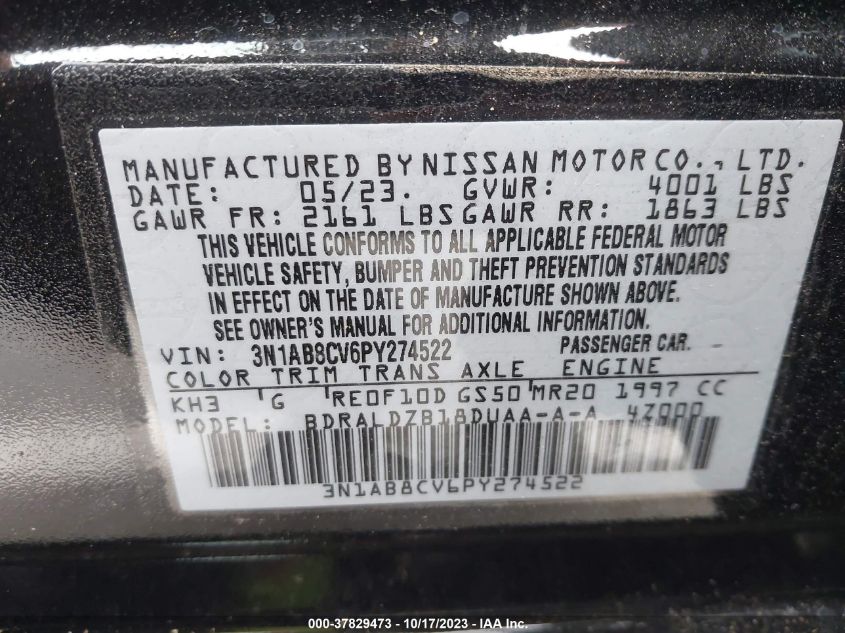 MANUFACTURED BY NISSAN MOTOR CO., LTD.
DATE: 05/23. GVWR: 4001 LBS
GAWR FR: 2161 LBS GAWR RR: 1863 LBS
THIS VEHICLE CONFORMS TO ALL APPLICABLE FEDERAL MOTOR
VEHICLE SAFETY, BUMPER AND THEFT PREVENTION STANDARDS
IN EFFECT ON THE DATE OF MANUFACTURE SHOWN ABOVE.
SEE OWNER'S MANUAL FOR ADDITIONAL INFORMATION.
VIN: 3N1AB8CV6PY274522 PASSENGER CAR.
COLOR TRIM TRANS AXLE ENGINE
KH3 G RE0F10D GS50 MR20 1997 CC
MODEL: BDRALDZB18DUAA-A-A 4Z000
3N1AB8CV6PY274522
000-37829473 - 10/17/2023 - IAA Inc.